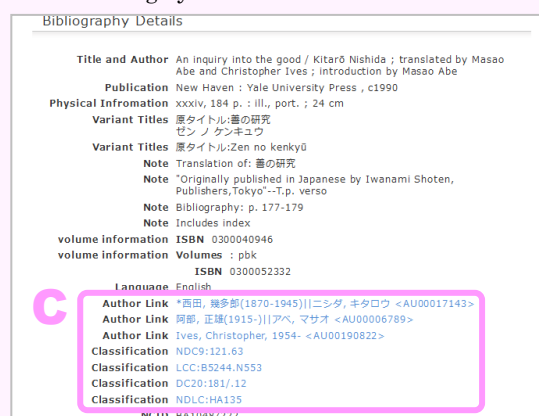 Bibliography Details
Title and Author An inquiry into the good / Kitarō Nishida ; translated by Masao
Abe and Christopher Ives ; introduction by Masao Abe
Publication New Haven : Yale University Press , c1990
Physical Infromation xxxiv, 184 p. : ill., port. ; 24 cm
Variant Titles 原タイトル:善の研究
ゼン ノ ケンキュウ
Variant Titles 原タイトル:Zen no kenkyū
Note Translation of: 善の研究
Note "Originally published in Japanese by Iwanami Shoten,
Publishers,Tokyo"--T.p. verso
Note Bibliography: p. 177-179
Note Includes index
volume information ISBN 0300040946
volume information Volumes : pbk
ISBN 0300052332
Language English
C
Author Link *西田, 幾多郎(1870-1945)||ニシダ, キタロウ <AU00017143>
Author Link 阿部, 正雄(1915-)||アベ, マサオ <AU00006789>
Author Link Ives, Christopher, 1954- <AU00190822>
Classification NDC9:121.63
Classification LCC:B5244.N553
Classification DC20:181/.12
Classification NDLC:HA135
NCID